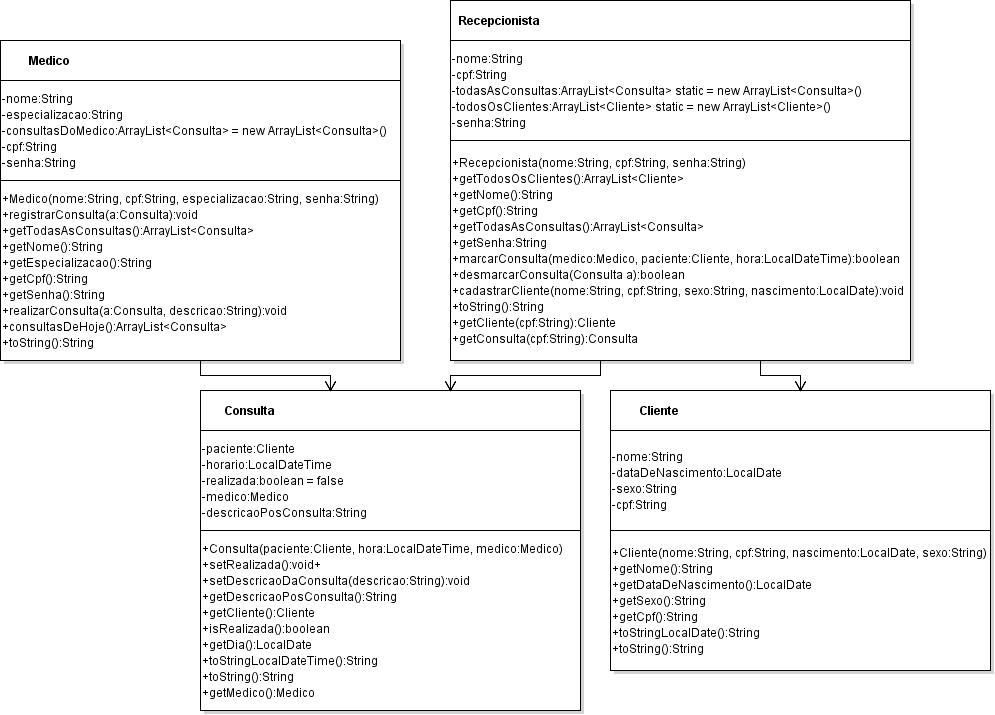 Medico
-nome:String
-especializacao:String
-consultasDoMedico:ArrayList<Consulta> = new ArrayList<Consulta>()
-cpf:String
-senha:String
+Medico(nome:String, cpf:String, especializacao:String, senha:String)
+registrarConsulta(a:Consulta):void
+getTodasAsConsultas():ArrayList<Consulta>
+getNome():String
+getEspecializacao():String
+getCpf():String
+getSenha():String
+realizarConsulta(a:Consulta, descricao:String):void
+consultasDeHoje():ArrayList<Consulta>
+toString():String
Recepcionista
-nome:String
-cpf:String
-todasAsConsultas:ArrayList<Consulta> static = new ArrayList<Consulta>()
-todosOsClientes:ArrayList<Cliente> static = new ArrayList<Cliente>()
-senha:String
+Recepcionista(nome:String, cpf:String, senha:String)
+getTodosOsClientes():ArrayList<Cliente>
+getNome():String
+getCpf():String
+getTodasAsConsultas():ArrayList<Consulta>
+getSenha:String
+marcarConsulta(medico:Medico, paciente:Cliente, hora:LocalDateTime):boolean
+desmarcarConsulta(Consulta a):boolean
+cadastrarCliente(nome:String, cpf:String, sexo:String, nascimento:LocalDate):void
+toString():String
+getCliente(cpf:String):Cliente
+getConsulta(cpf:String):Consulta
Consulta
-paciente:Cliente
-horario:LocalDateTime
-realizada:boolean = false
-medico:Medico
-descricaoPosConsulta:String
+Consulta(paciente:Cliente, hora:LocalDateTime, medico:Medico)
+setRealizada():void+
+setDescricaoDaConsulta(descricao:String):void
+getDescricaoPosConsulta():String
+getCliente():Cliente
+isRealizada():boolean
+getDia():LocalDate
+toStringLocalDateTime():String
+toString():String
+getMedico():Medico
Cliente
-nome:String
-dataDeNascimento:LocalDate
-sexo:String
-cpf:String
+Cliente(nome:String, cpf:String, nascimento:LocalDate, sexo:String)
+getNome():String
+getDataDeNascimento():LocalDate
+getSexo():String
+getCpf():String
+toStringLocalDate():String
+toString():String